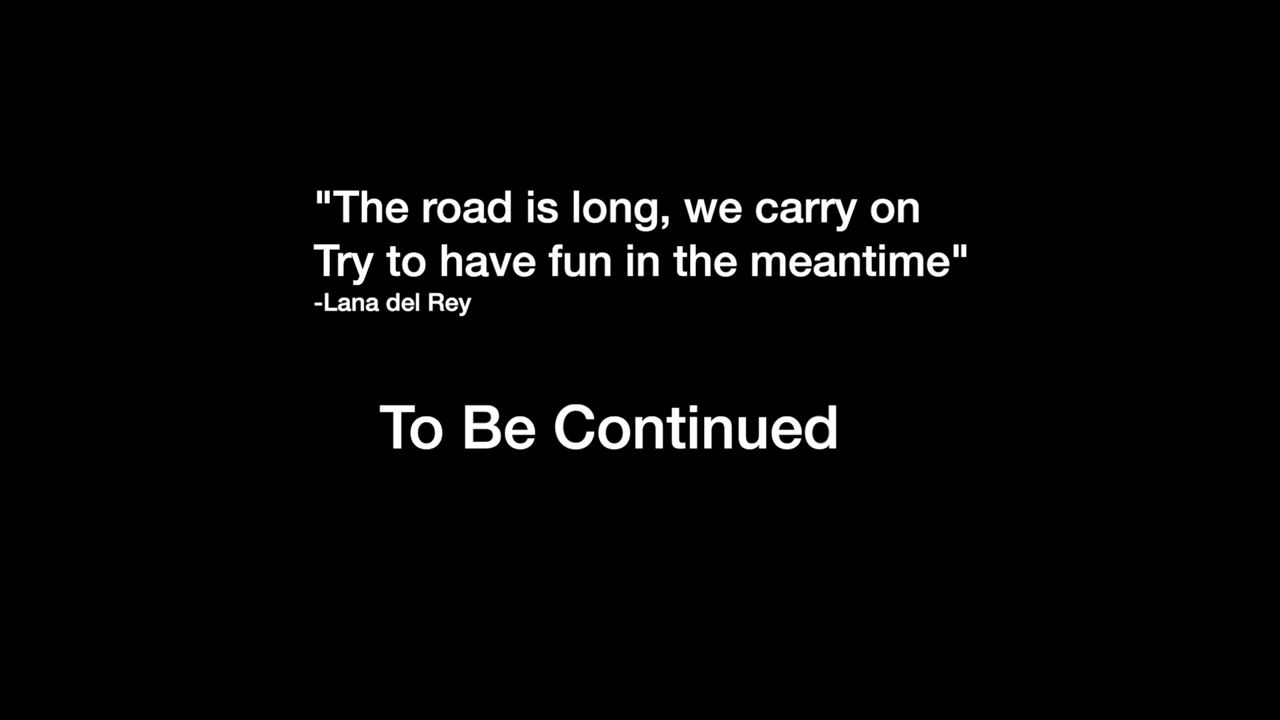 "The road is long, we carry on
Try to have fun in the meantime"
-Lana del Rey
To Be Continued